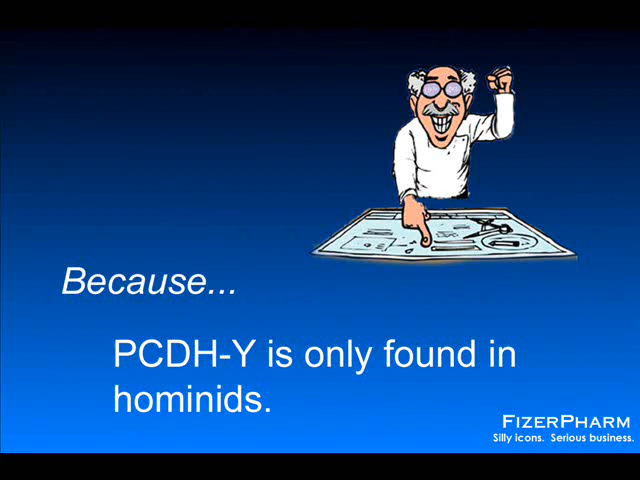 Because...
PCDH-Y is only found in
hominids.
FIZERPHARM
Silly icons. Serious business.